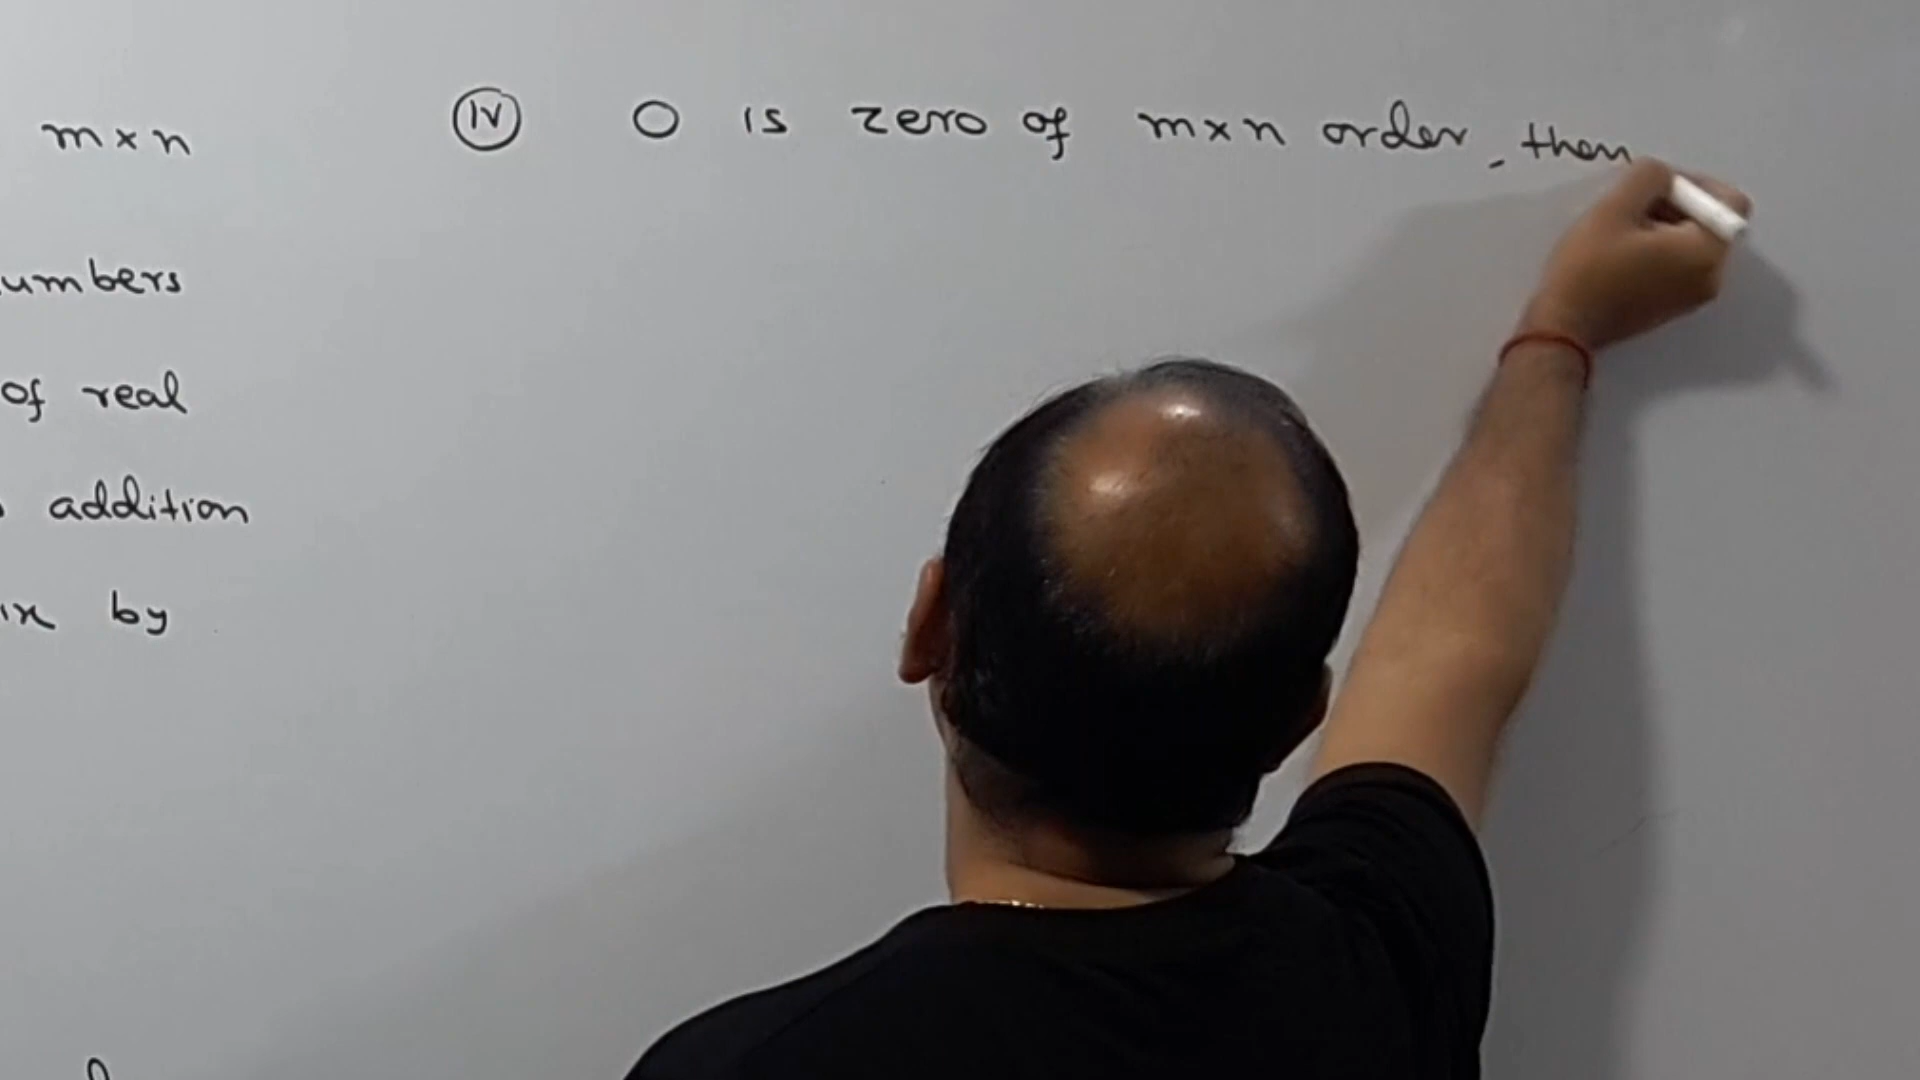 m×n
umbers
of real
addition
ix by
(iv) O is zero of m×n order, then